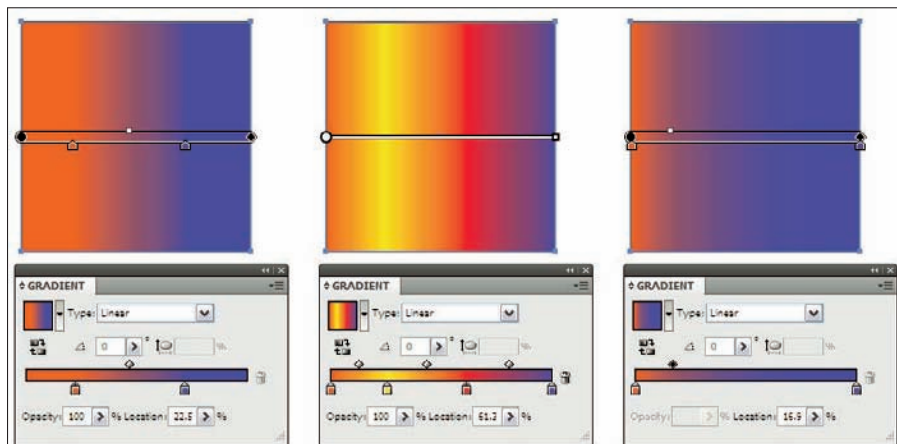 GRADIENT
Type: Linear
0 ° %
Opacity: 100 % Location: 22.5 %
GRADIENT
Type: Linear
0 ° %
Opacity: 100 % Location: 61.2 %
GRADIENT
Type: Linear
0 ° %
Opacity: % Location: 16.9 %